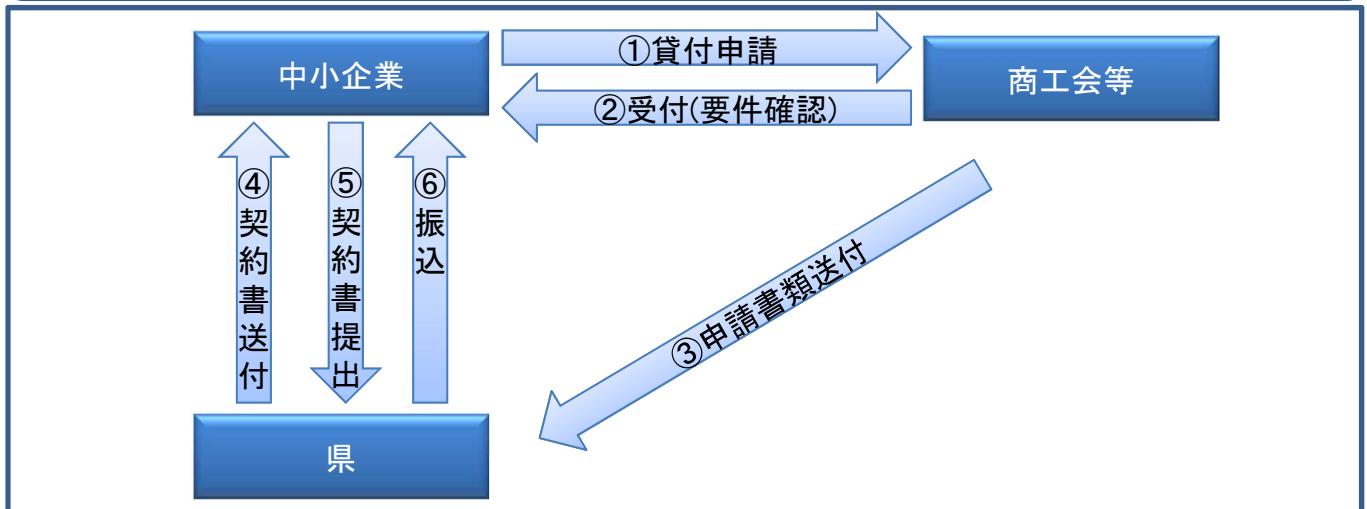 中小企業
①貸付申請
商工会等
②受付(要件確認)
④契約書送付
⑤契約書提出
⑥振込
③申請書類送付
県